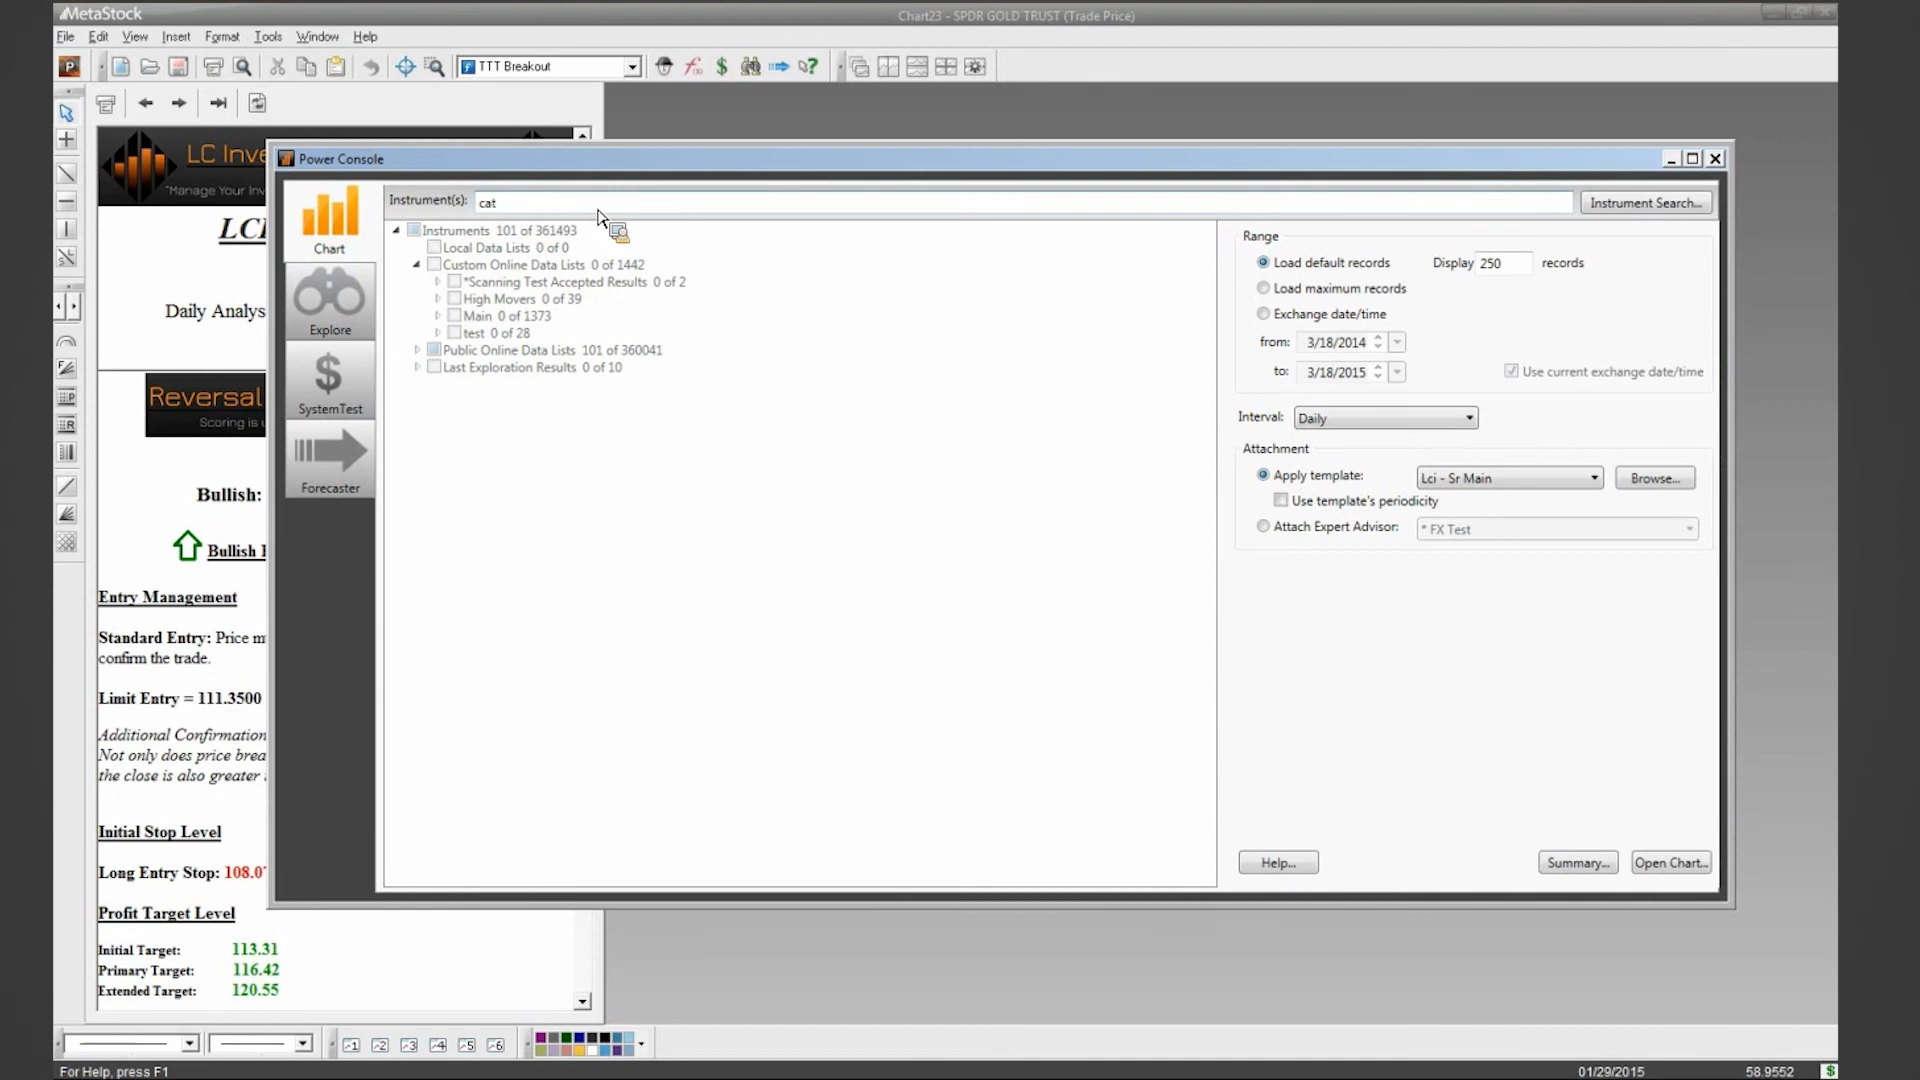 MetaStock
Chart23 - SPDR GOLD TRUST (Trade Price)
File Edit View Insert Format Tools Window Help
P
TTT Breakout
LC Inve
"Manage Your Inv
LCI
Daily Analys
Reversal
Scoring is u
Bullish:
Bullish
Entry Management
Standard Entry: Price m
confirm the trade.
Limit Entry = 111.3500
Additional Confirmation
Not only does price brea
the close is also greater
Initial Stop Level
Long Entry Stop: 108.0
Profit Target Level
Initial Target: 113.31
Primary Target: 116.42
Extended Target: 120.55
Power Console
Chart
Explore
SystemTest
Forecaster
Instrument(s): cat
Instrument Search...
Instruments 101 of 361493
Local Data Lists 0 of 0
Custom Online Data Lists 0 of 1442
*Scanning Test Accepted Results 0 of 2
High Movers 0 of 39
Main 0 of 1373
test 0 of 28
Public Online Data Lists 101 of 360041
Last Exploration Results 0 of 10
Range
Load default records Display 250 records
Load maximum records
Exchange date/time
from: 3/18/2014
to: 3/18/2015
Use current exchange date/time
Interval: Daily
Attachment
Apply template: Lci - Sr Main Browse...
Use template's periodicity
Attach Expert Advisor: * FX Test
Help... Summary... Open Chart...
1 2 3 4 5 6
For Help, press F1
01/29/2015 58.9552 $